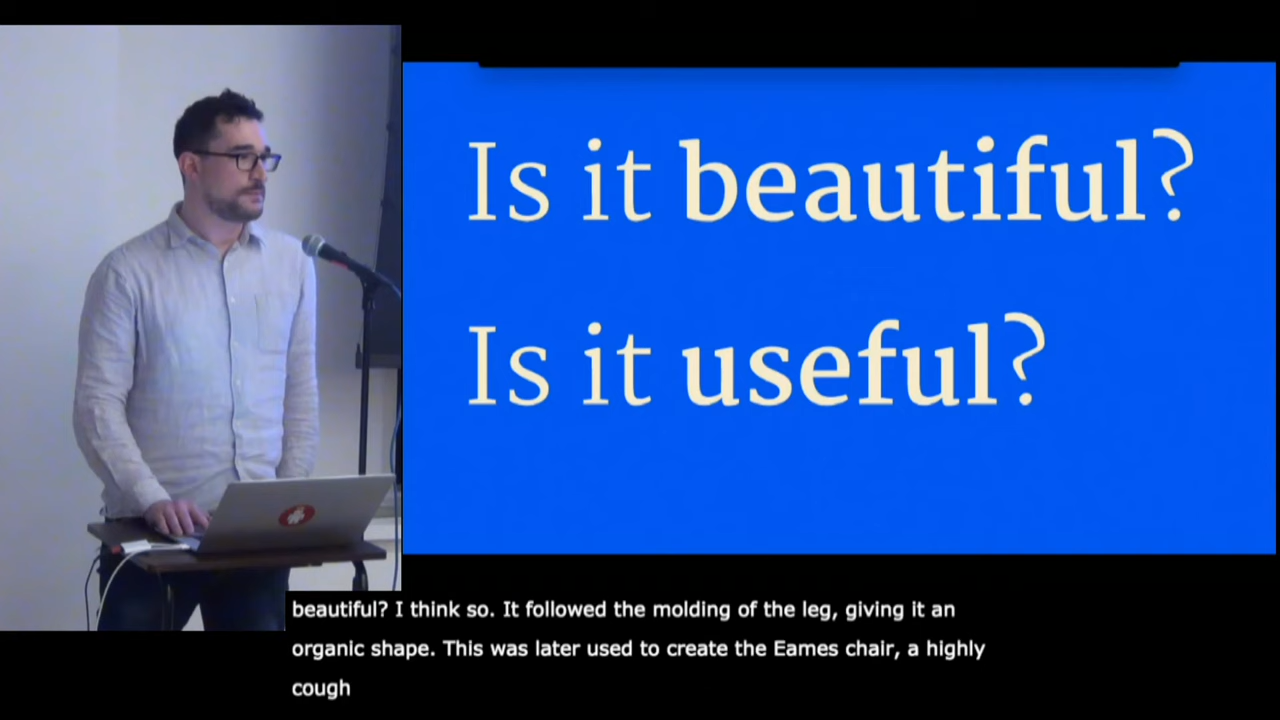 Is it beautiful?
Is it useful?
beautiful? I think so. It followed the molding of the leg, giving it an
organic shape. This was later used to create the Eames chair, a highly
cough